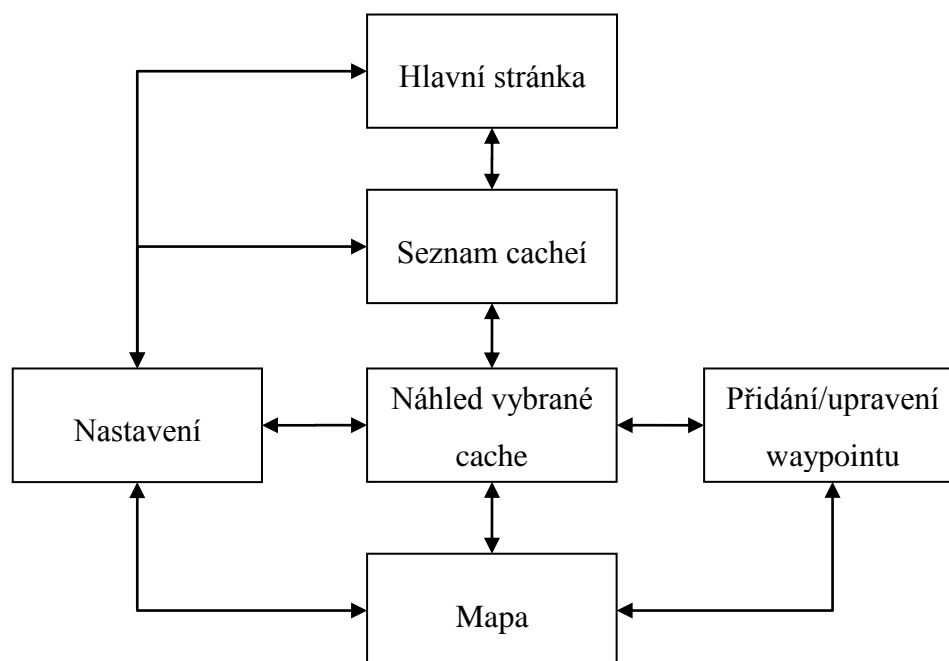 Hlavní stránka
Seznam cacheí
Nastavení
Náhled vybrané
cache
Přidání/upravení
waypointu
Mapa